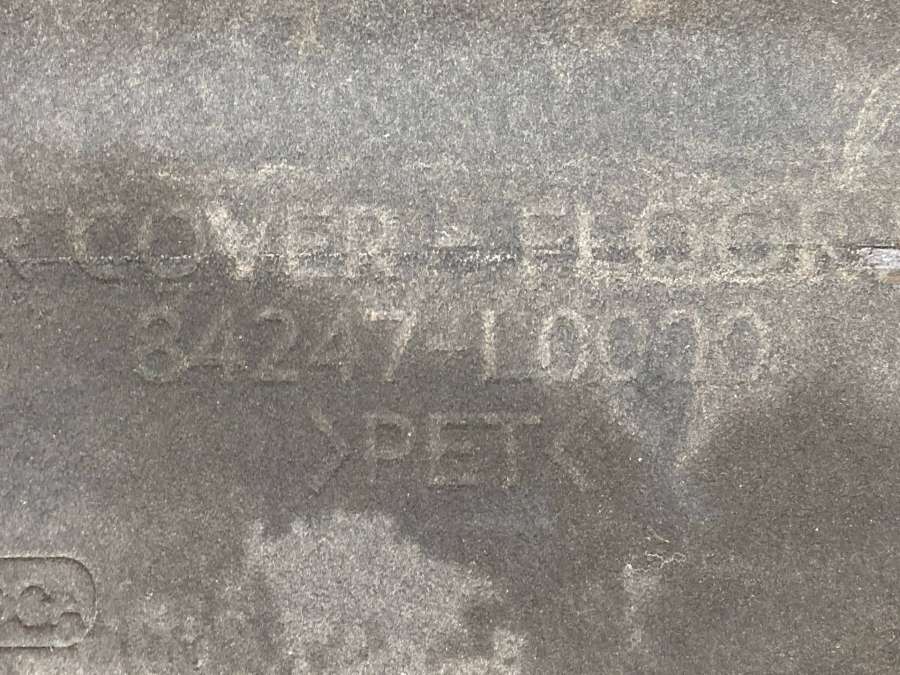 COVER - FLOOR
84247-L0000
>PET<